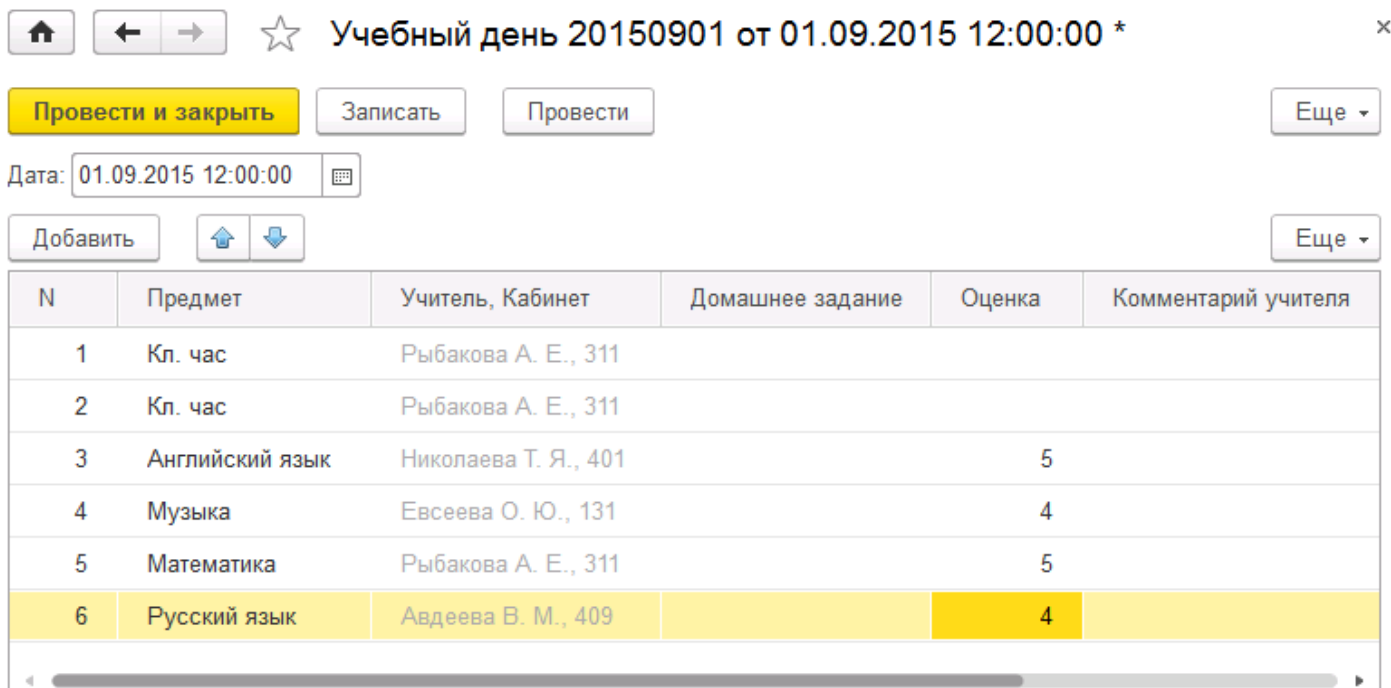 Учебный день 20150901 от 01.09.2015 12:00:00 *
Провести и закрыть Записать Провести Еще
Дата: 01.09.2015 12:00:00
Добавить Еще
N Предмет Учитель, Кабинет Домашнее задание Оценка Комментарий учителя
1 Кл. час Рыбакова А. Е., 311
2 Кл. час Рыбакова А. Е., 311
3 Английский язык Николаева Т. Я., 401 5
4 Музыка Евсеева О. Ю., 131 4
5 Математика Рыбакова А. Е., 311 5
6 Русский язык Авдеева В. М., 409 4